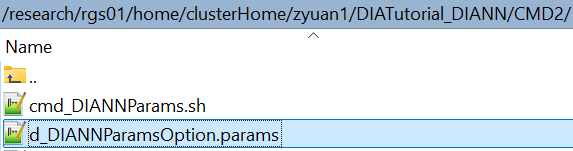 /research/rgs01/home/clusterHome/zyuan1/DIATutorial_DIANN/CMD2/
Name
..
cmd_DIANNParams.sh
d_DIANNParamsOption.params